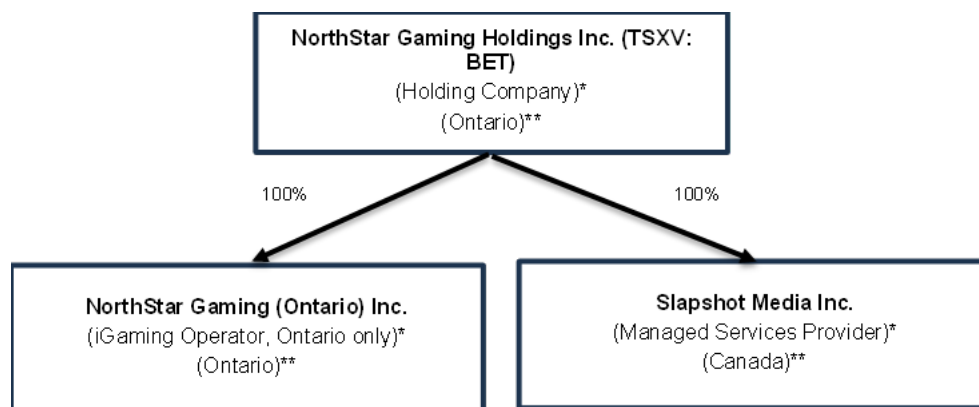 NorthStar Gaming Holdings Inc. (TSXV:
BET)
(Holding Company)*
(Ontario)**
100%
100%
NorthStar Gaming (Ontario) Inc.
(iGaming Operator, Ontario only)*
(Ontario)**
Slapshot Media Inc.
(Managed Services Provider)*
(Canada)**